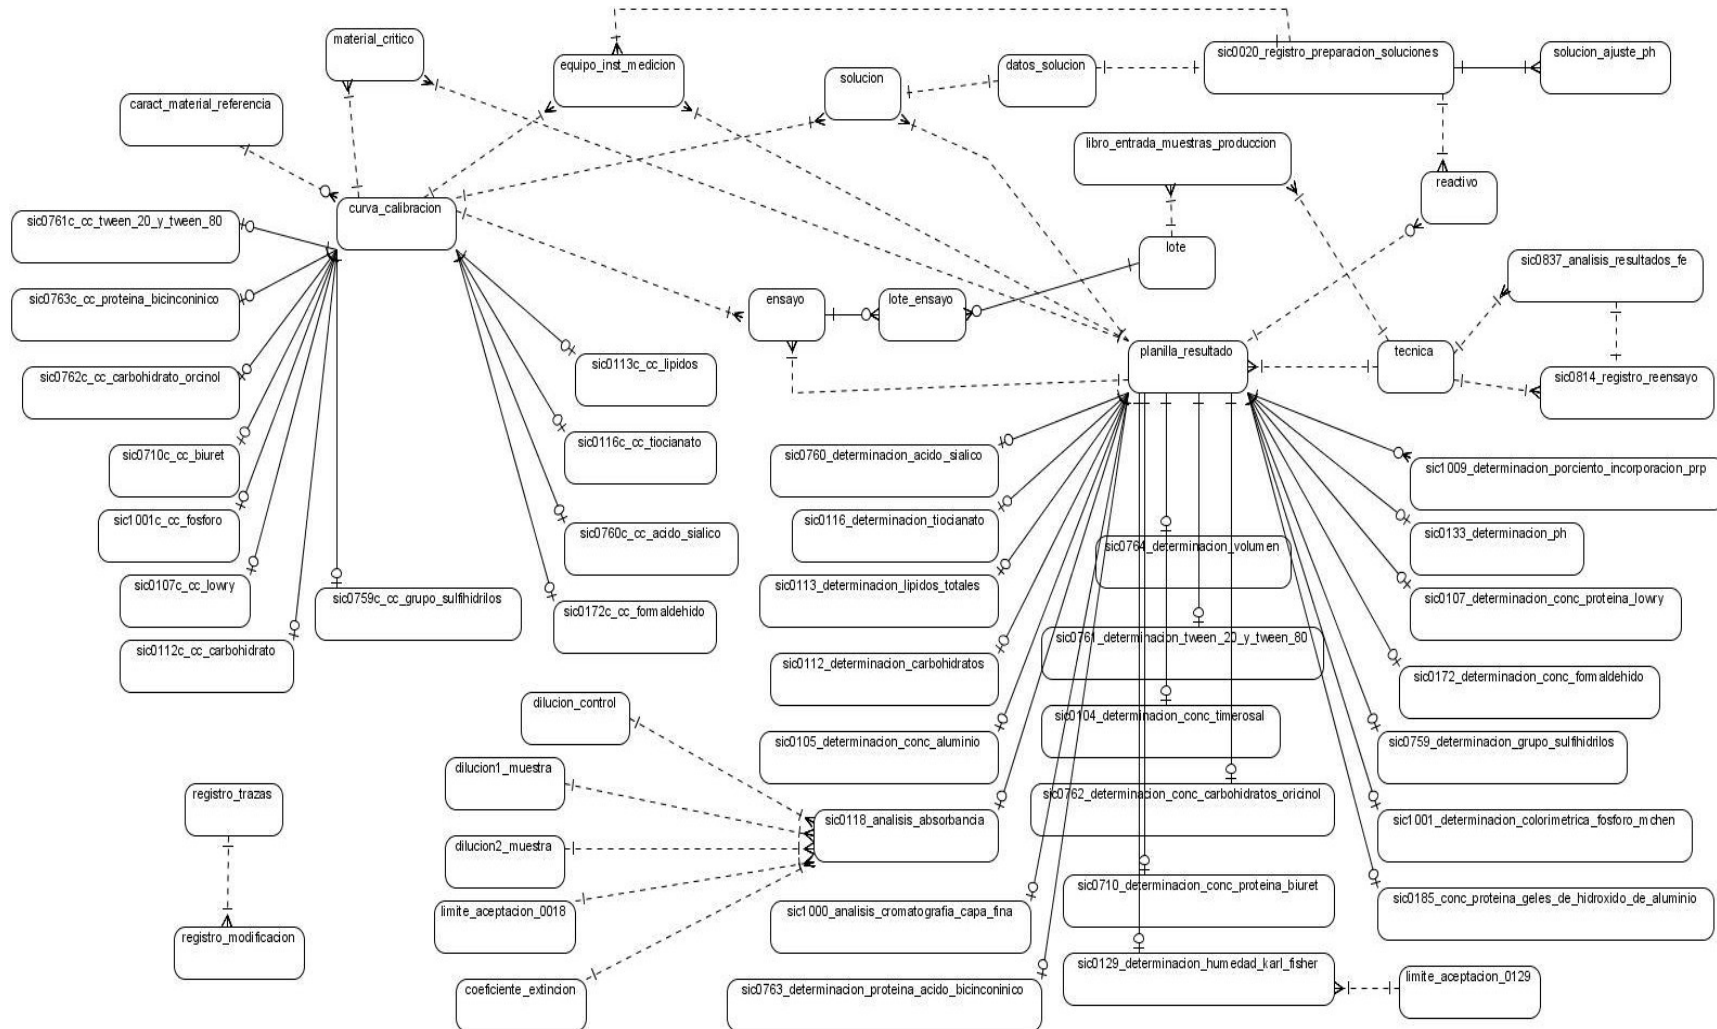 material_critico
equipo_inst_medicion
solucion
datos_solucion
sic0020_registro_preparacion_soluciones
solucion_ajuste_ph
caract_material_referencia
libro_entrada_muestras_produccion
reactivo
sic0761c_cc_tween_20_y_tween_80
curva_calibracion
lote
sic0837_analisis_resultados_fe
sic0763c_cc_proteina_bicinconinico
ensayo
lote_ensayo
planilla_resultado
tecnica
sic0762c_cc_carbohidrato_orcinol
sic0113c_cc_lipidos
sic0814_registro_reensayo
sic0710c_cc_biuret
sic0116c_cc_tiocianato
sic0760_determinacion_acido_sialico
sic1009_determinacion_porciento_incorporacion_prp
sic1001c_cc_fosforo
sic0760c_cc_acido_sialico
sic0116_determinacion_tiocianato
sic0764_determinacion_volumen
sic0133_determinacion_ph
sic0107c_cc_lowry
sic0759c_cc_grupo_sulfihidrilos
sic0172c_cc_formaldehido
sic0113_determinacion_lipidos_totales
sic0107_determinacion_conc_proteina_lowry
sic0112c_cc_carbohidrato
sic0761_determinacion_tween_20_y_tween_80
sic0112_determinacion_carbohidratos
sic0172_determinacion_conc_formaldehido
dilucion_control
sic0104_determinacion_conc_timerosal
sic0105_determinacion_conc_aluminio
sic0759_determinacion_grupo_sulfihidrilos
dilucion1_muestra
registro_trazas
sic0762_determinacion_conc_carbohidratos_oricinol
sic0118_analisis_absorbancia
sic1001_determinacion_colorimetrica_fosforo_mchen
dilucion2_muestra
sic0710_determinacion_conc_proteina_biuret
sic0185_conc_proteina_geles_de_hidroxido_de_aluminio
limite_aceptacion_0018
sic1000_analisis_cromatografia_capa_fina
registro_modificacion
sic0129_determinacion_humedad_karl_fisher
limite_aceptacion_0129
coeficiente_extincion
sic0763_determinacion_proteina_acido_bicinconinico